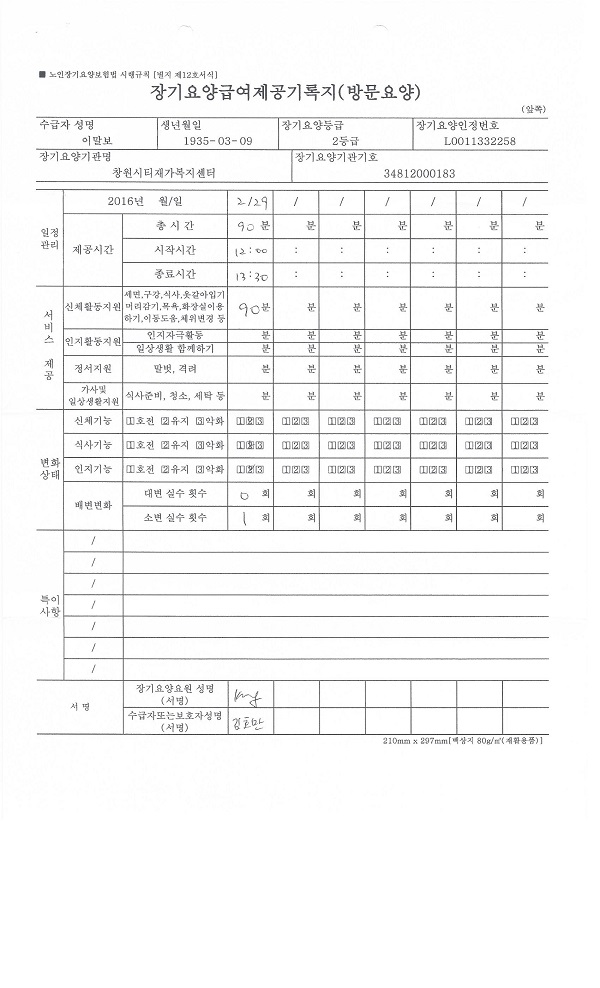 ■ 노인장기요양보험법 시행규칙 [별지 제12호서식]
장기요양급여제공기록지(방문요양)
(앞쪽)
수급자 성명 생년월일 장기요양등급 장기요양인정번호
이말보 1935-03-09 2등급 L0011332258
장기요양기관명 장기요양기관기호
창원시티재가복지센터 34812000183
2016년 월/일 2/29 / / / / / /
일정 관리 제공시간 총 시 간 90 분 분 분 분 분 분 분
시작시간 12:00 : : : : : :
종료시간 13:30 : : : : : :
서비스 제공 신체활동지원 세면,구강,식사,옷갈아입기 머리감기,목욕,화장실이용 하기,이동도움,체위변경 등 90분 분 분 분 분 분 분
인지활동지원 인지자극활동 분 분 분 분 분 분 분
일상생활 함께하기 분 분 분 분 분 분 분
정서지원 말벗, 격려 분 분 분 분 분 분 분
가사및 일상생활지원 식사준비, 청소, 세탁 등 분 분 분 분 분 분 분
변화 상태 신체기능 1호전 2유지 3악화 123 123 123 123 123 123 123
식사기능 1호전 2유지 3악화 123 123 123 123 123 123 123
인지기능 1호전 2유지 3악화 123 123 123 123 123 123 123
배변변화 대변 실수 횟수 0 회 회 회 회 회 회 회
소변 실수 횟수 1 회 회 회 회 회 회 회
특이 사항 /
/
/
/
/
/
/
서 명 장기요양요원 성명 (서명)
수급자또는보호자성명 (서명)
210mm x 297mm[백상지 80g/㎡(재활용품)]